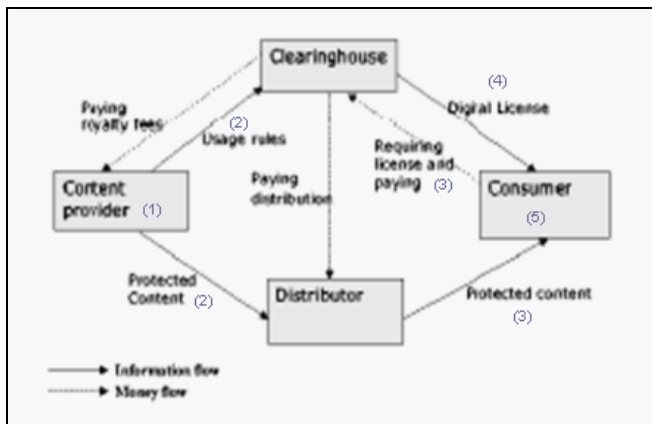 Clearinghouse
(4)
Paying
royalty fees
(2)
Usage rules
Digital License
Requiring
license and
paying (3)
Content
provider (1)
Paying
distribution
Consumer
(5)
Protected
Content (2)
Distributor
Protected content
(3)
Information flow
Money flow